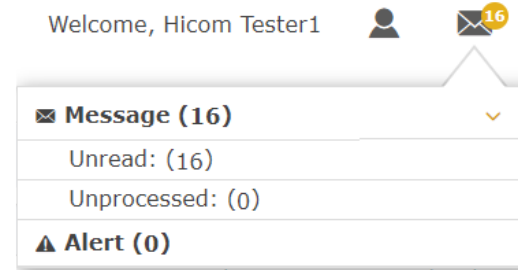 Welcome, Hicom Tester1 16
Message (16)
Unread: (16)
Unprocessed: (0)
Alert (0)